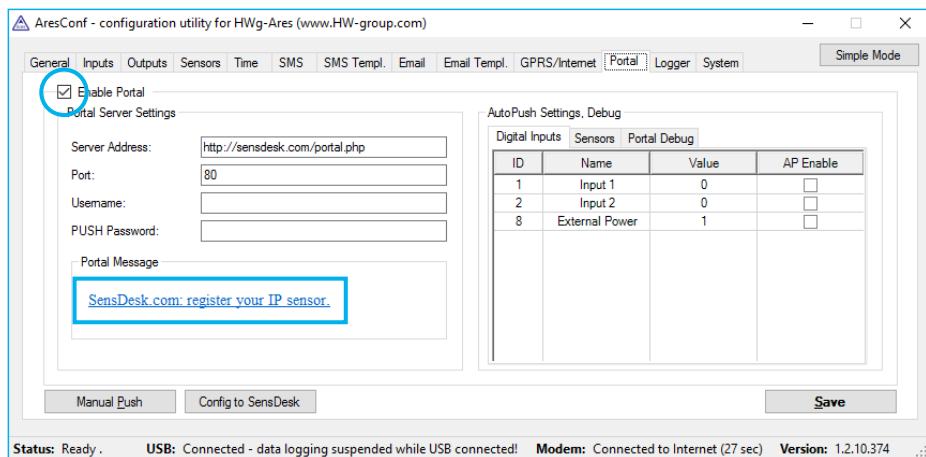 AresConf - configuration utility for HWg-Ares (www.HW-group.com)
Simple Mode
General Inputs Outputs Sensors Time SMS SMS Templ. Email Email Templ. GPRS/Internet Portal Logger System
Enable Portal
Portal Server Settings
Server Address: http://sensdesk.com/portal.php
Port: 80
Username:
PUSH Password:
Portal Message
SensDesk.com: register your IP sensor.
AutoPush Settings, Debug
Digital Inputs Sensors Portal Debug
ID Name Value AP Enable
1 Input 1 0
2 Input 2 0
8 External Power 1
Manual Push Config to SensDesk Save
Status: Ready . USB: Connected - data logging suspended while USB connected! Modem: Connected to Internet (27 sec) Version: 1.2.10.374